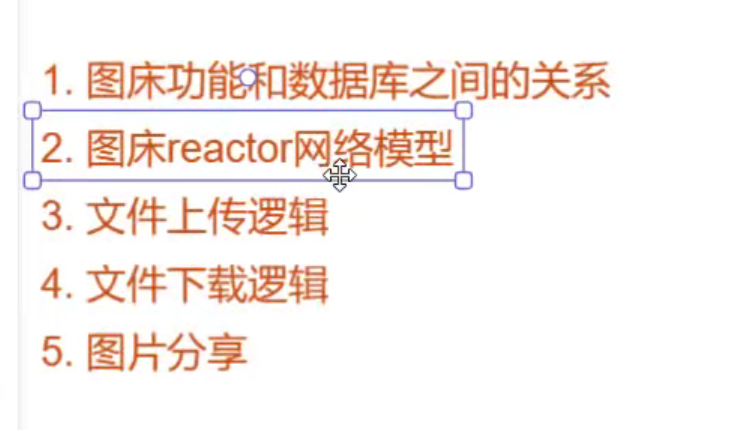 1. 图床功能和数据库之间的关系
2. 图床reactor网络模型
3. 文件上传逻辑
4. 文件下载逻辑
5. 图片分享